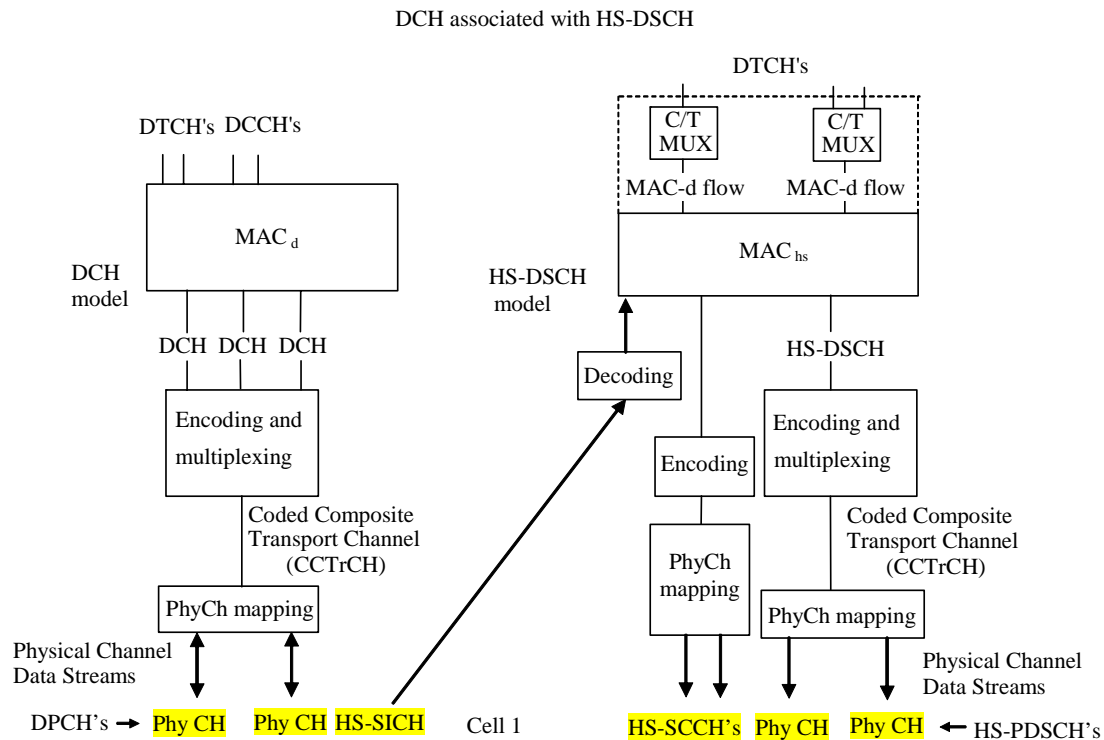 DCH associated with HS-DSCH
DTCH's
C/T
MUX
C/T
MUX
MAC-d flow
MAC-d flow
DTCH's DCCH's
MAC d
MAC hs
DCH
model
HS-DSCH
model
DCH DCH DCH
HS-DSCH
Decoding
Encoding and
multiplexing
Encoding
Encoding and
multiplexing
Coded Composite
Transport Channel
(CCTrCH)
PhyCh
mapping
Coded Composite
Transport Channel
(CCTrCH)
PhyCh mapping
PhyCh mapping
Physical Channel
Data Streams
Physical Channel
Data Streams
DPCH’s Phy CH Phy CH HS-SICH Cell 1 HS-SCCH's Phy CH Phy CH HS-PDSCH's